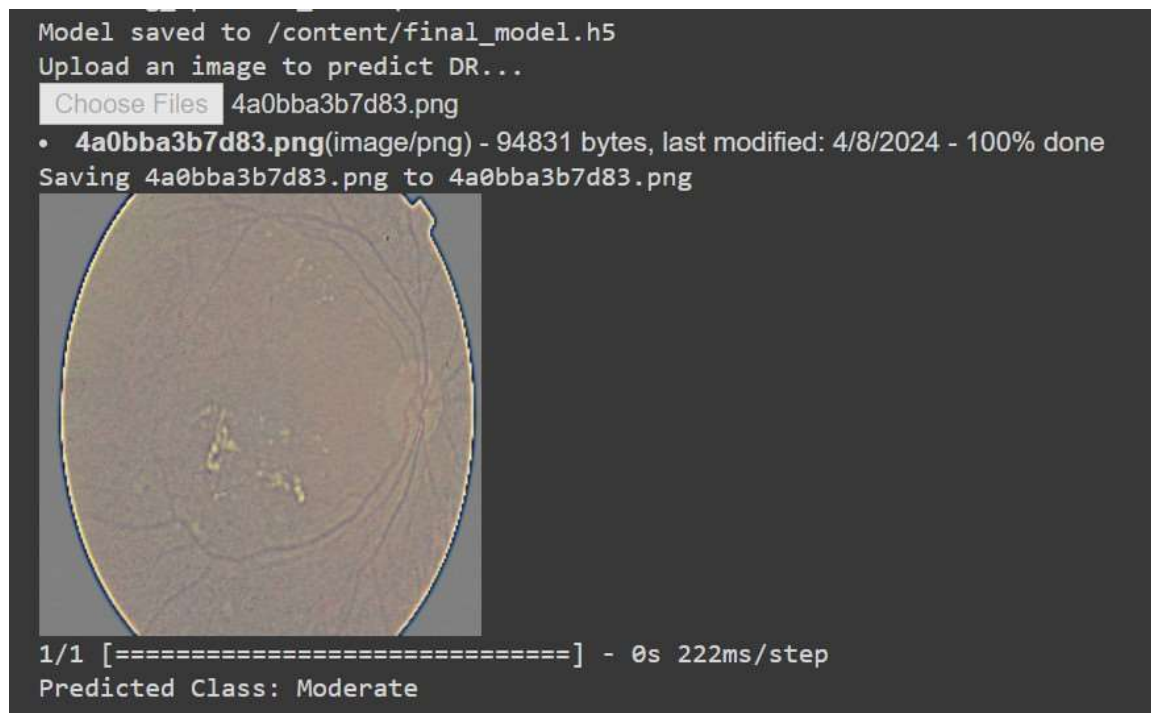 Model saved to /content/final_model.h5
Upload an image to predict DR...
Choose Files 4a0bba3b7d83.png
• 4a0bba3b7d83.png(image/png) - 94831 bytes, last modified: 4/8/2024 - 100% done
Saving 4a0bba3b7d83.png to 4a0bba3b7d83.png
1/1 [==============================] - 0s 222ms/step
Predicted Class: Moderate